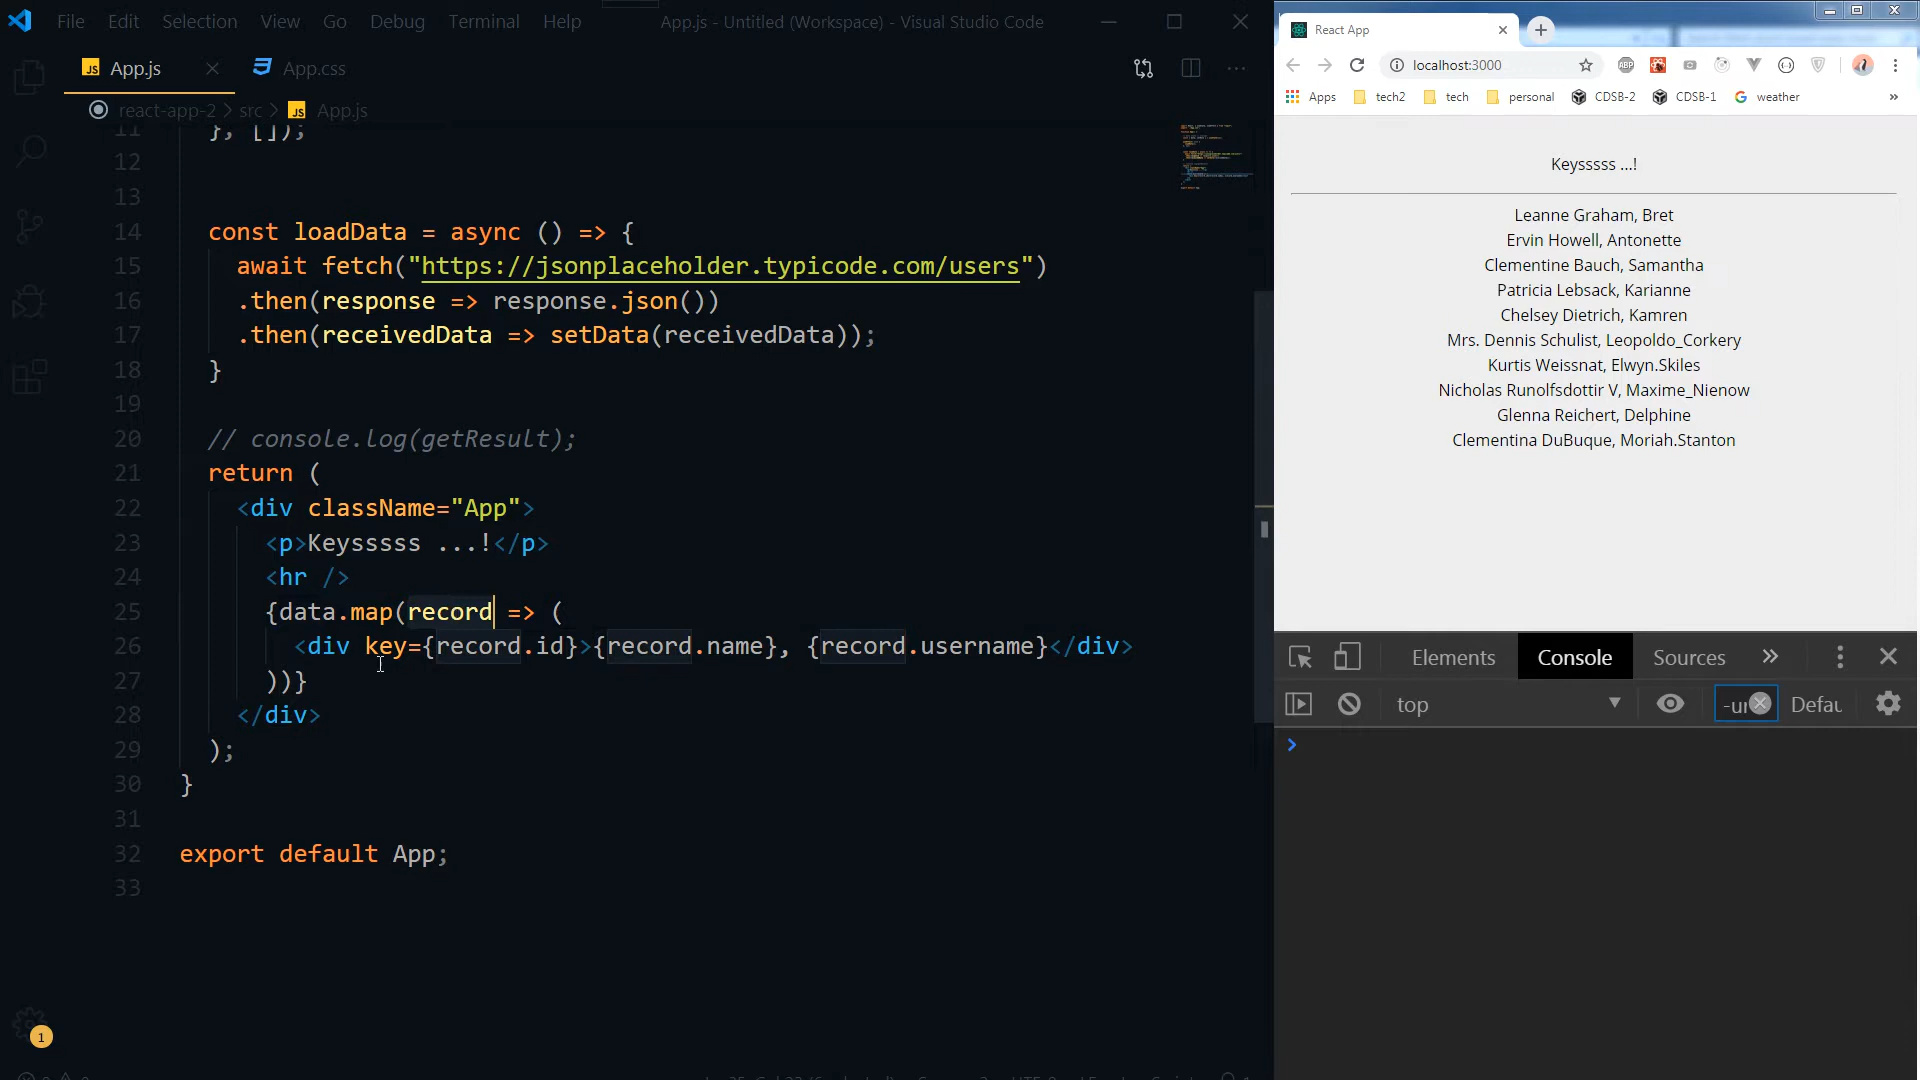 File Edit Selection View Go Debug Terminal Help App.js - Untitled (Workspace) - Visual Studio Code
JS App.js App.css
react-app-2 > src > JS App.js
11 }, []);
12
13
14 const loadData = async () => {
15 await fetch("https://jsonplaceholder.typicode.com/users")
16 .then(response => response.json())
17 .then(receivedData => setData(receivedData));
18 }
19
20 // console.log(getResult);
21 return (
22 <div className="App">
23 <p>Keysssss ...!</p>
24 <hr />
25 {data.map(record => (
26 <div key={record.id}>{record.name}, {record.username}</div>
27 ))}
28 </div>
29 );
30 }
31
32 export default App;
33
1
React App
localhost:3000
ABP
Apps tech2 tech personal CDSB-2 CDSB-1 weather »
Keysssss ...!
Leanne Graham, Bret
Ervin Howell, Antonette
Clementine Bauch, Samantha
Patricia Lebsack, Karianne
Chelsey Dietrich, Kamren
Mrs. Dennis Schulist, Leopoldo_Corkery
Kurtis Weissnat, Elwyn.Skiles
Nicholas Runolfsdottir V, Maxime_Nienow
Glenna Reichert, Delphine
Clementina DuBuque, Moriah.Stanton
Elements Console Sources »
top -ur Defau
>